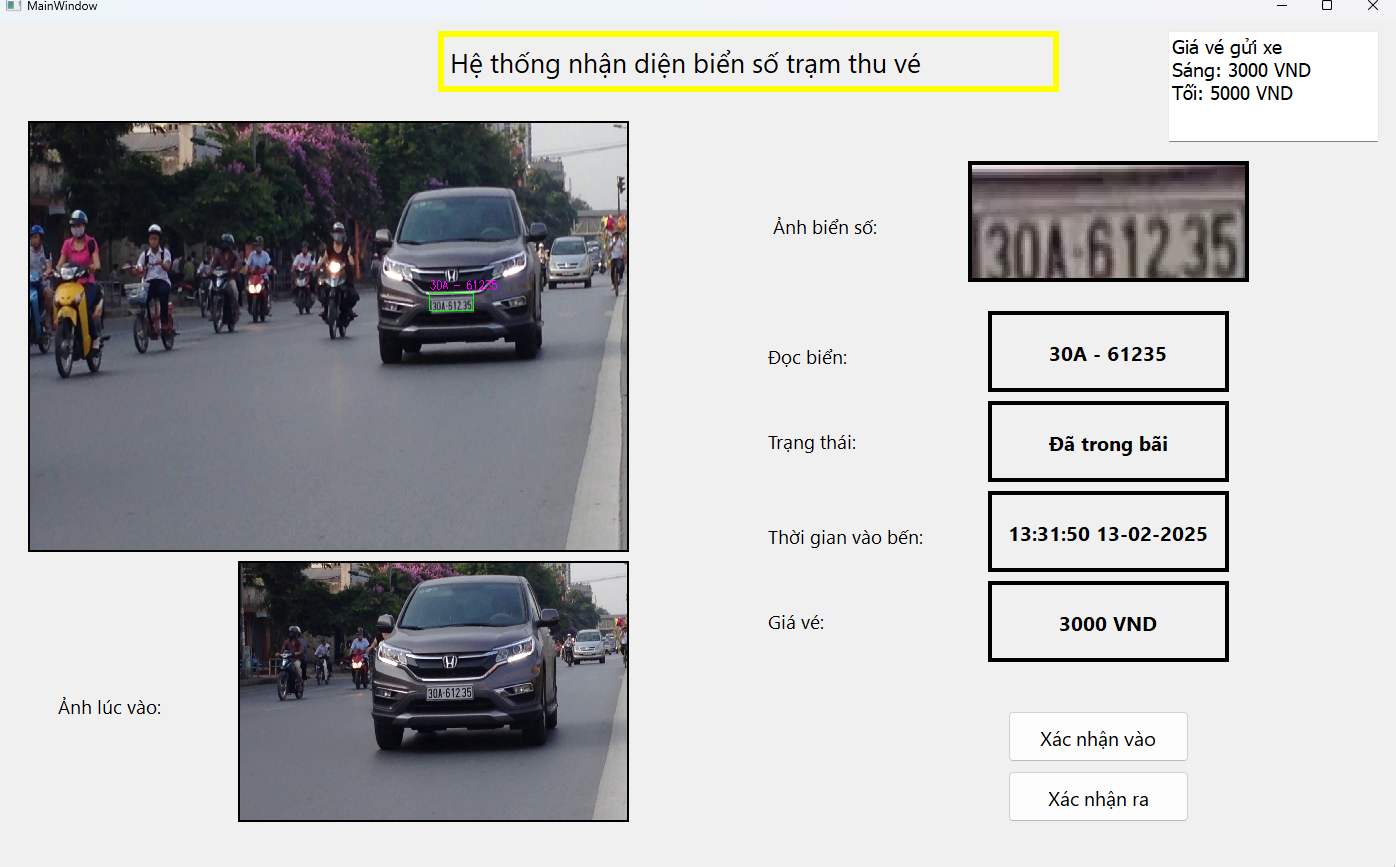 MainWindow
Hệ thống nhận diện biển số trạm thu vé
Giá vé gửi xe
Sáng: 3000 VND
Tối: 5000 VND
30A - 61235
30A-612.35
Ảnh biển số:
30A-612.35
Đọc biển:
30A - 61235
Trạng thái:
Đã trong bãi
Thời gian vào bến:
13:31:50 13-02-2025
Giá vé:
3000 VND
Ảnh lúc vào:
30A-612.35
Xác nhận vào
Xác nhận ra